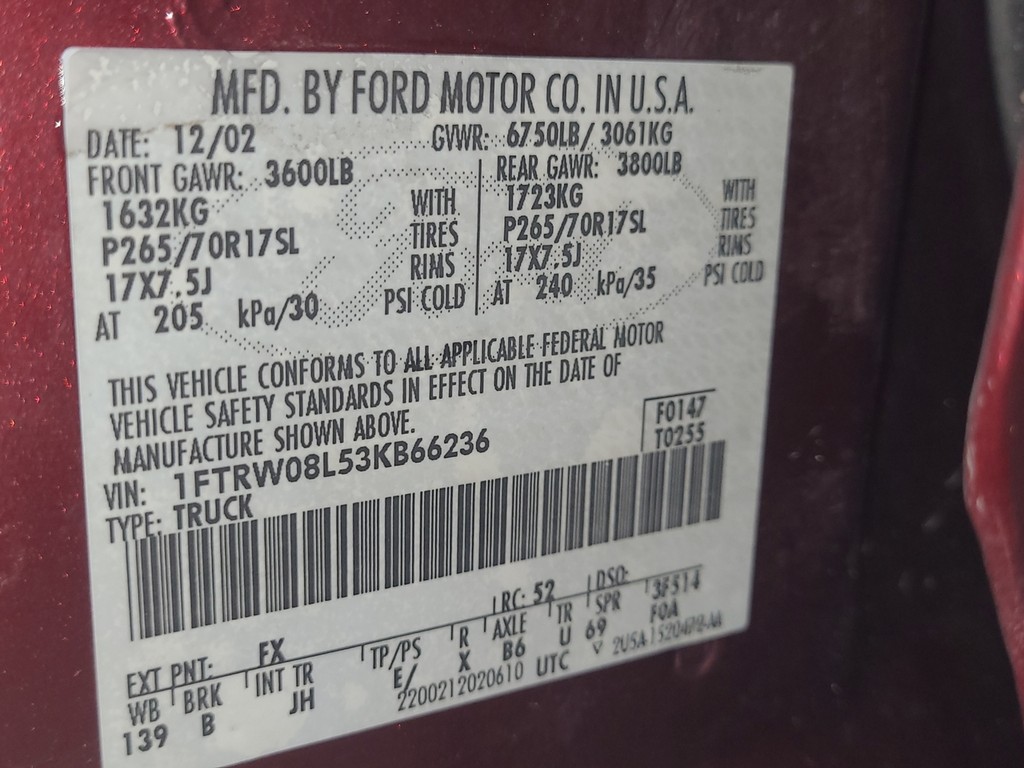 MFD. BY FORD MOTOR CO. IN U.S.A.
DATE: 12/02 GVWR: 6750LB/ 3061KG
FRONT GAWR: 3600LB REAR GAWR: 3800LB
1632KG WITH 1723KG WITH
P265/70R17SL TIRES P265/70R17SL TIRES
17X7.5J RIMS 17X7.5J RIMS
AT 205 kPa/30 PSI COLD AT 240 kPa/35 PSI COLD
THIS VEHICLE CONFORMS TO ALL APPLICABLE FEDERAL MOTOR
VEHICLE SAFETY STANDARDS IN EFFECT ON THE DATE OF
MANUFACTURE SHOWN ABOVE.
F0147
VIN: 1FTRW08L53KB66236 T0255
TYPE: TRUCK
EXT PNT: FX RC: 52 DSO: 3F514
WB BRK INT TR TP/PS R AXLE TR SPR F0A
139 B JH E/ X B6 U 69
2200212020610 UTC